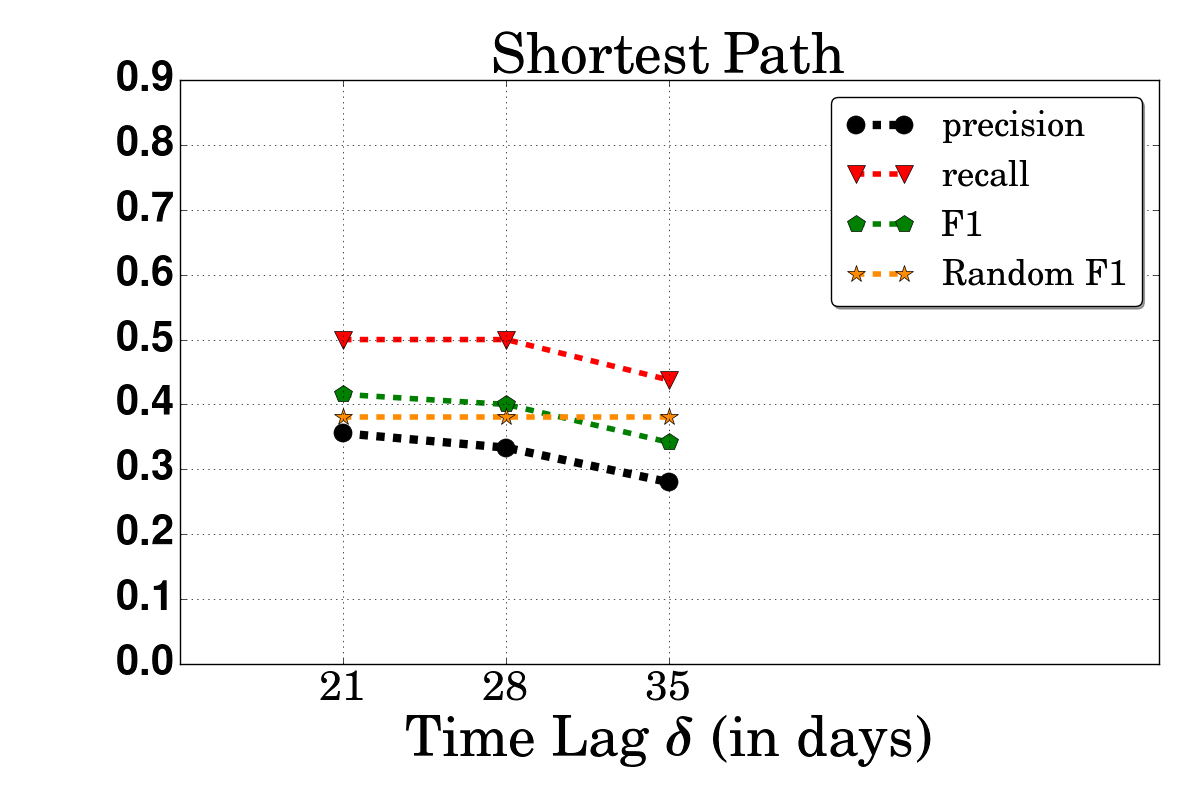 Shortest Path
0.9
0.8
0.7
0.6
0.5
0.4
0.3
0.2
0.1
0.0
precision
recall
F1
Random F1
21 28 35
Time Lag δ (in days)